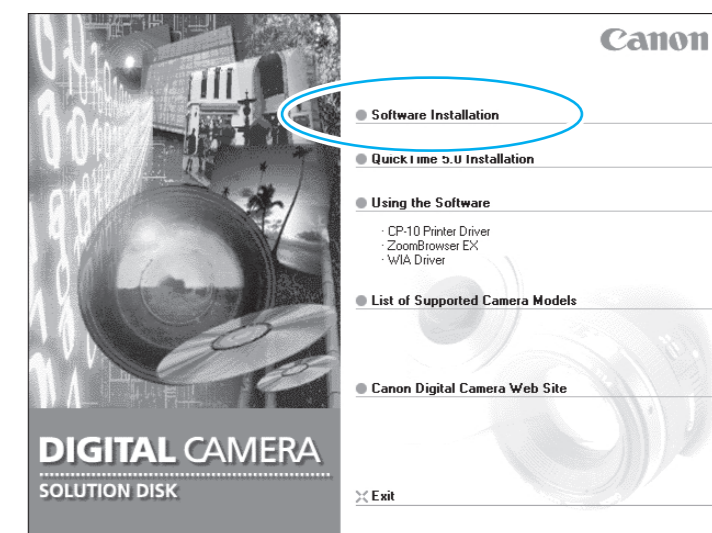 Canon
Software Installation
QuickTime 5.0 Installation
Using the Software
· CP-10 Printer Driver
· ZoomBrowser EX
· WIA Driver
List of Supported Camera Models
Canon Digital Camera Web Site
DIGITAL CAMERA
SOLUTION DISK
Exit